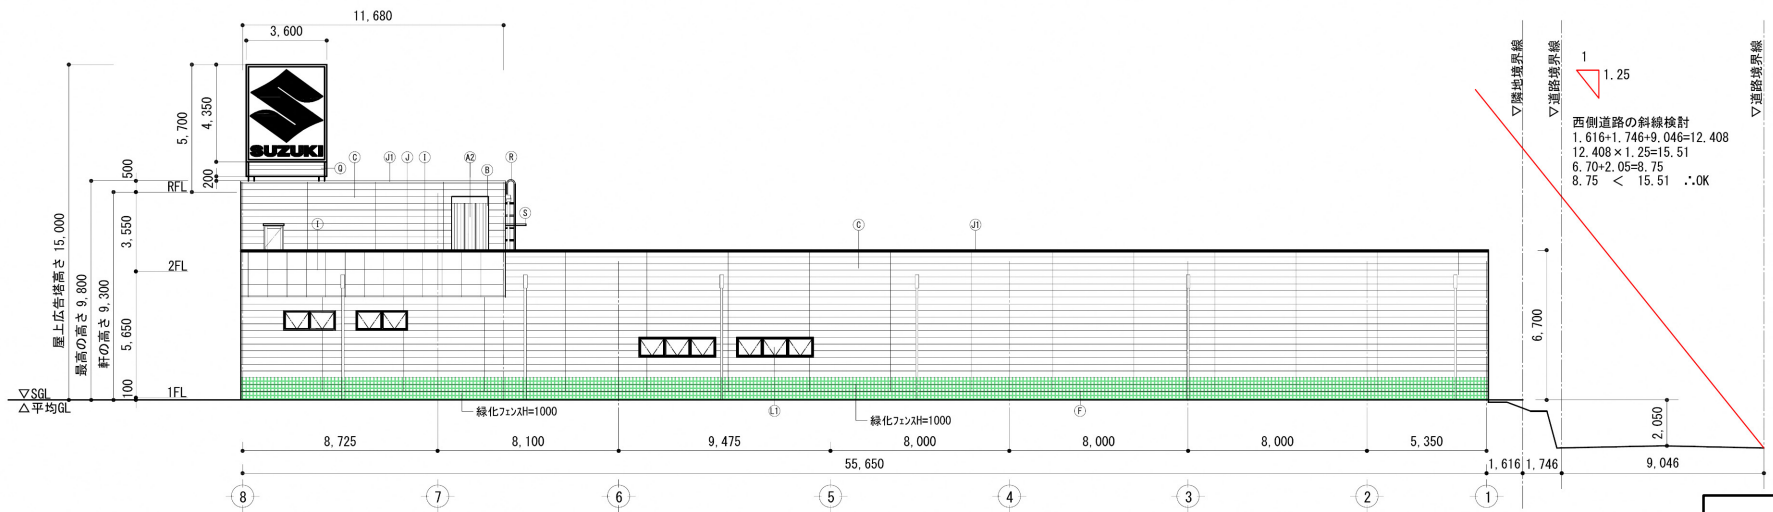 11,680
3,600
屋上広告塔高さ 15,000
最高の高さ 9,800
軒の高さ 9,300
5,700
4,350
200
500
3,550
5,650
100
RFL
2FL
1FL
▽SGL
△平均GL
SUZUKI
Q
C
J1
J
I
A2
B
R
S
I
C
J1
緑化フェンスH=1000
L1
緑化フェンスH=1000
F
▽隣地境界線
▽道路境界線
▽道路境界線
1
1.25
西側道路の斜線検討
1.616+1.746+9.046=12.408
12.408×1.25=15.51
6.70+2.05=8.75
8.75 < 15.51 ∴OK
6,700
2,050
8,725
8,100
9,475
8,000
8,000
8,000
5,350
55,650
1,616
1,746
9,046
8
7
6
5
4
3
2
1